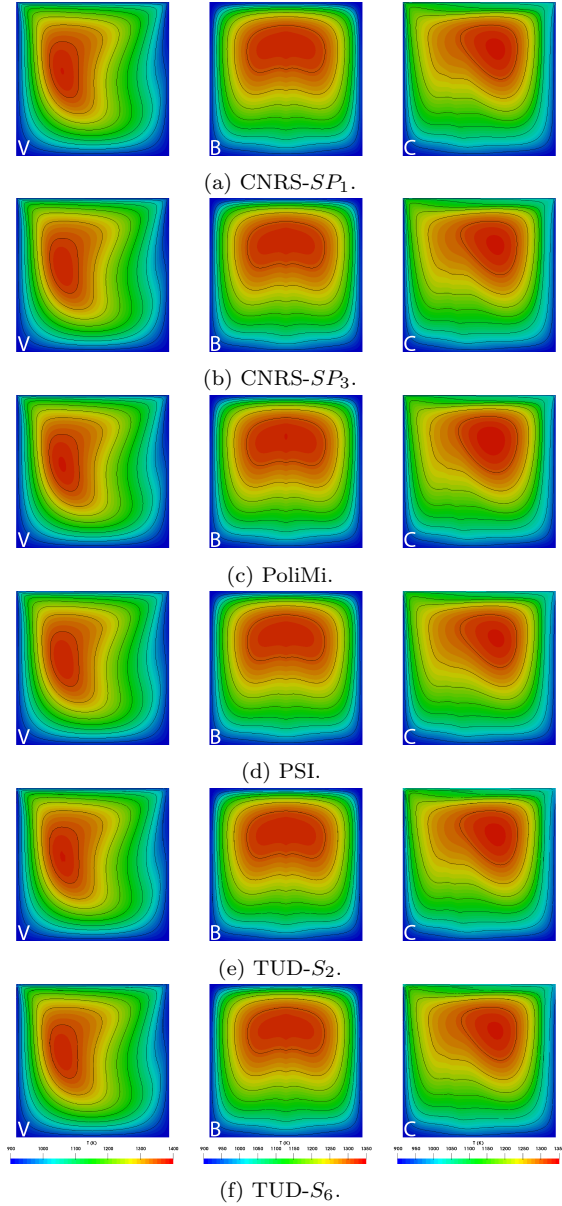 V B C
(a) CNRS-SP₁.
V B C
(b) CNRS-SP₃.
V B C
(c) PoliMi.
V B C
(d) PSI.
V B C
(e) TUD-S₂.
V B C
T (K) T (K) T (K)
900 1000 1100 1200 1300 1400 900 950 1000 1050 1100 1150 1200 1250 1300 1350 900 950 1000 1050 1100 1150 1200 1250 1300 135
(f) TUD-S₆.